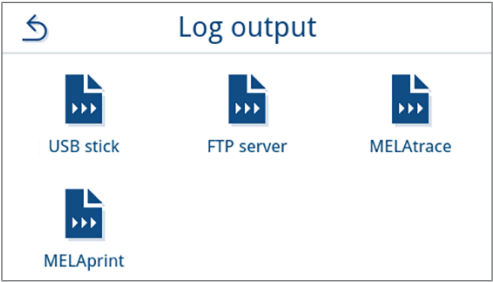 Log output
USB stick
FTP server
MELAtrace
MELAprint